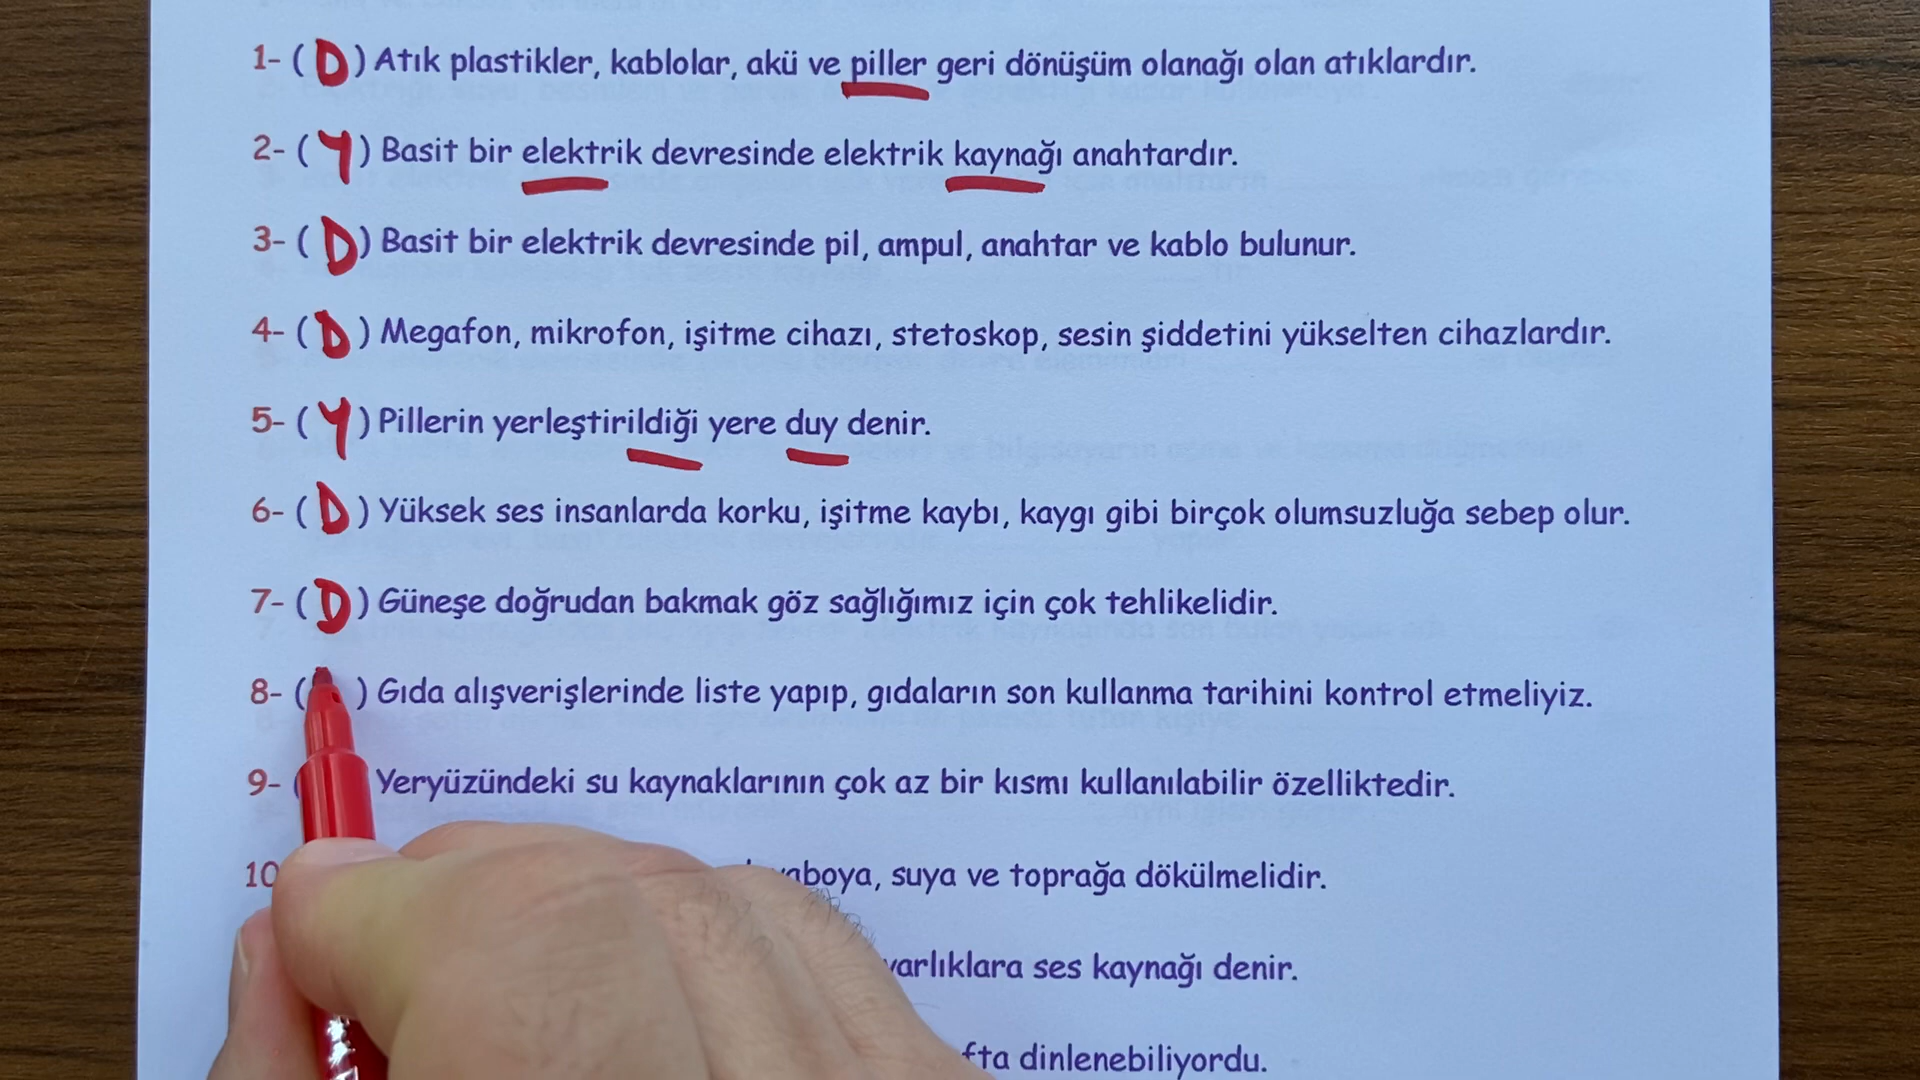 1- ( D ) Atık plastikler, kablolar, akü ve piller geri dönüşüm olanağı olan atıklardır.
2- ( Y ) Basit bir elektrik devresinde elektrik kaynağı anahtardır.
3- ( D ) Basit bir elektrik devresinde pil, ampul, anahtar ve kablo bulunur.
4- ( D ) Megafon, mikrofon, işitme cihazı, stetoskop, sesin şiddetini yükselten cihazlardır.
5- ( Y ) Pillerin yerleştirildiği yere duy denir.
6- ( D ) Yüksek ses insanlarda korku, işitme kaybı, kaygı gibi birçok olumsuzluğa sebep olur.
7- ( D ) Güneşe doğrudan bakmak göz sağlığımız için çok tehlikelidir.
8- ( ) Gıda alışverişlerinde liste yapıp, gıdaların son kullanma tarihini kontrol etmeliyiz.
9- ( Yeryüzündeki su kaynaklarının çok az bir kısmı kullanılabilir özelliktedir.
10 suya ve toprağa dökülmelidir.
varlıklara ses kaynağı denir.
dinlenebiliyordu.